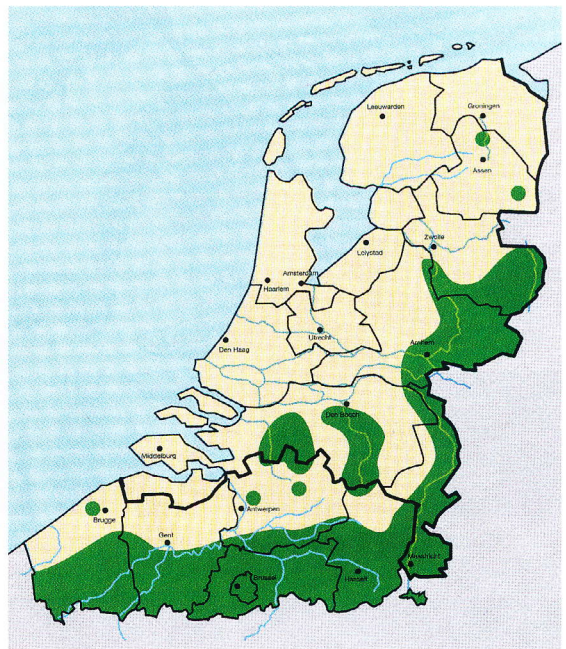 Leeuwarden
Groningen
Assen
Zwolle
Lelystad
Amsterdam
Haarlem
Utrecht
Den Haag
Arnhem
Den Bosch
Middelburg
Brugge
Antwerpen
Gent
Maastricht
Brussel
Hasselt